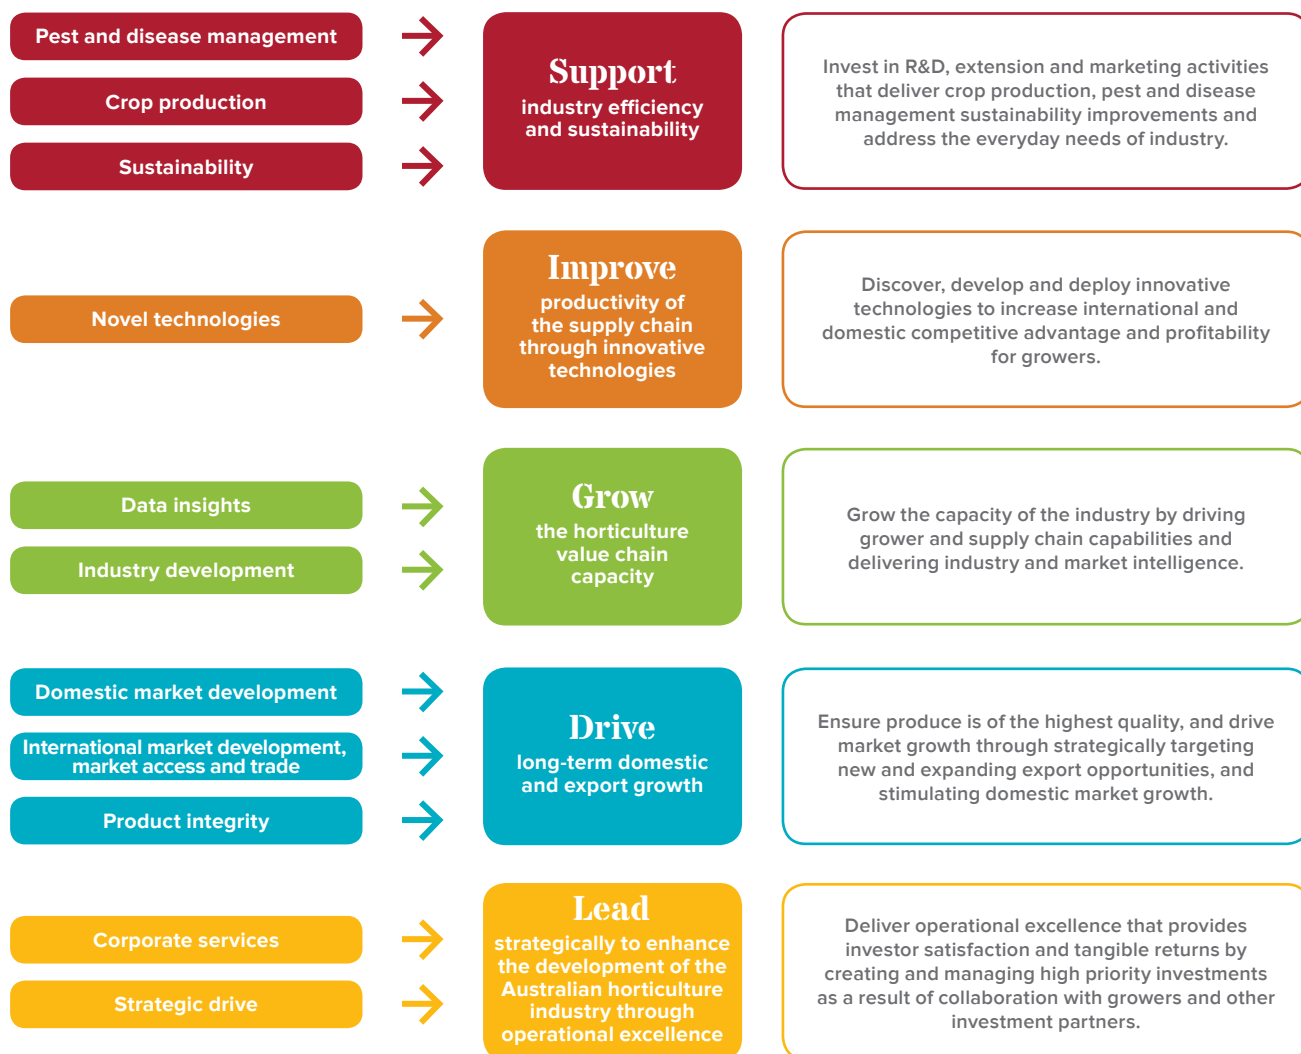 Pest and disease management
Crop production
Sustainability
Support
industry efficiency
and sustainability
Invest in R&D, extension and marketing activities
that deliver crop production, pest and disease
management sustainability improvements and
address the everyday needs of industry.
Novel technologies
Improve
productivity of
the supply chain
through innovative
technologies
Discover, develop and deploy innovative
technologies to increase international and
domestic competitive advantage and profitability
for growers.
Data insights
Industry development
Grow
the horticulture
value chain
capacity
Grow the capacity of the industry by driving
grower and supply chain capabilities and
delivering industry and market intelligence.
Domestic market development
International market development,
market access and trade
Product integrity
Drive
long-term domestic
and export growth
Ensure produce is of the highest quality, and drive
market growth through strategically targeting
new and expanding export opportunities, and
stimulating domestic market growth.
Corporate services
Strategic drive
Lead
strategically to enhance
the development of the
Australian horticulture
industry through
operational excellence
Deliver operational excellence that provides
investor satisfaction and tangible returns by
creating and managing high priority investments
as a result of collaboration with growers and other
investment partners.